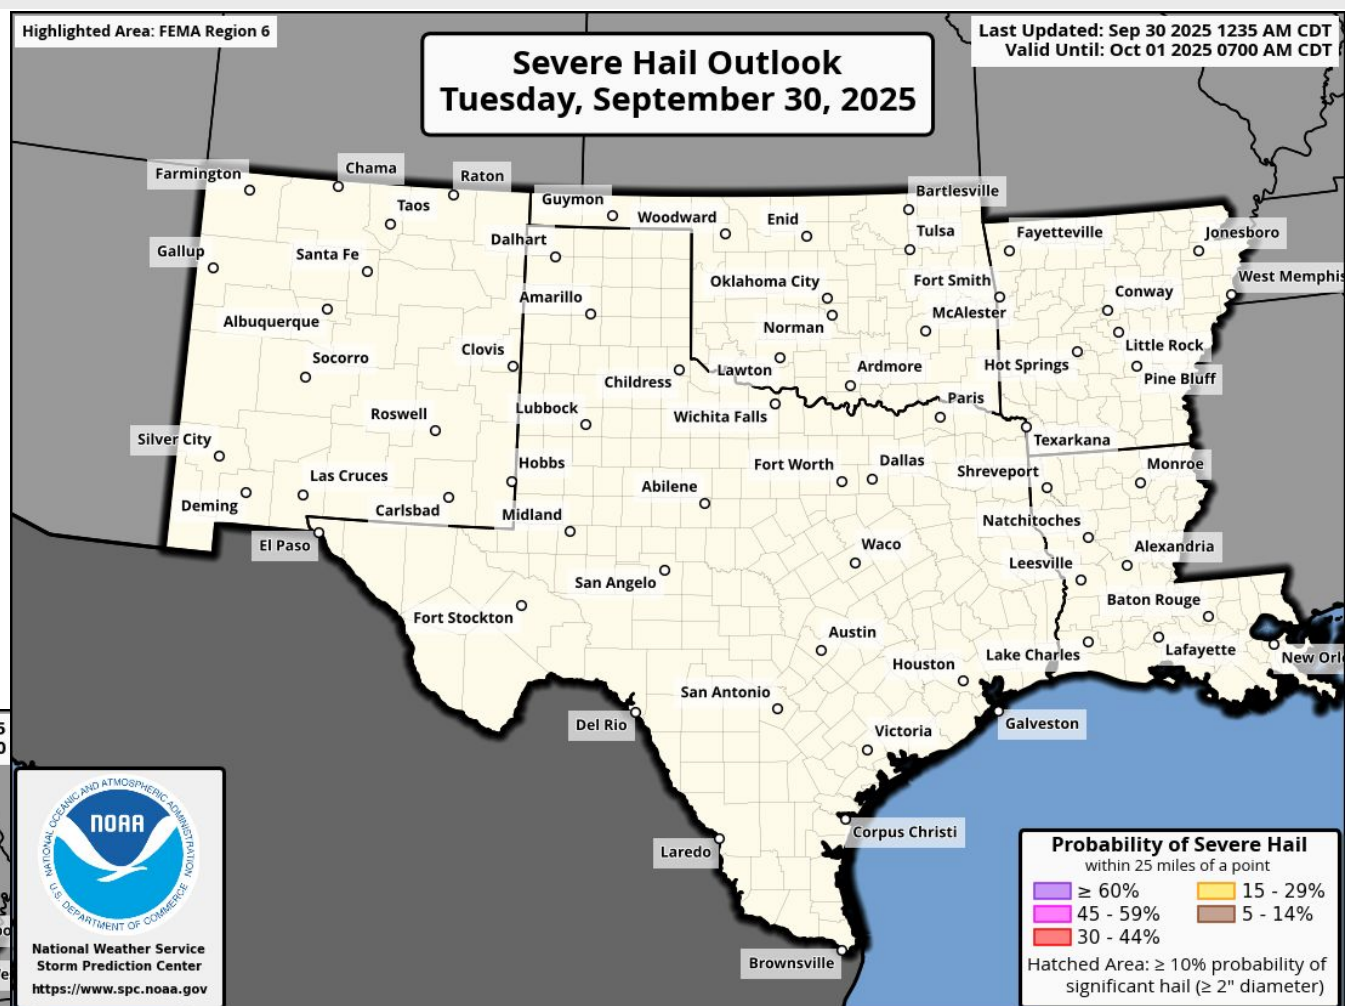 Highlighted Area: FEMA Region 6
Last Updated: Sep 30 2025 1235 AM CDT
Valid Until: Oct 01 2025 0700 AM CDT
Severe Hail Outlook
Tuesday, September 30, 2025
Farmington
Chama
Raton
Taos
Guymon
Woodward
Enid
Bartlesville
Tulsa
Fayetteville
Jonesboro
Gallup
Santa Fe
Dalhart
Oklahoma City
Fort Smith
West Memphis
Albuquerque
Amarillo
Norman
McAlester
Conway
Little Rock
Socorro
Clovis
Childress
Lawton
Ardmore
Hot Springs
Pine Bluff
Roswell
Lubbock
Wichita Falls
Paris
Texarkana
Silver City
Las Cruces
Hobbs
Abilene
Fort Worth
Dallas
Shreveport
Monroe
Deming
Carlsbad
Midland
Natchitoches
El Paso
San Angelo
Waco
Leesville
Alexandria
Fort Stockton
Austin
Baton Rouge
Houston
Lake Charles
Lafayette
New Orl
San Antonio
Del Rio
Victoria
Galveston
Laredo
Corpus Christi
Brownsville
5
0
NATIONAL OCEANIC AND ATMOSPHERIC ADMINISTRATION
NOAA
U.S. DEPARTMENT OF COMMERCE
National Weather Service
Storm Prediction Center
https://www.spc.noaa.gov
Probability of Severe Hail
within 25 miles of a point
≥ 60%
15 - 29%
45 - 59%
5 - 14%
30 - 44%
Hatched Area: ≥ 10% probability of
significant hail (≥ 2" diameter)